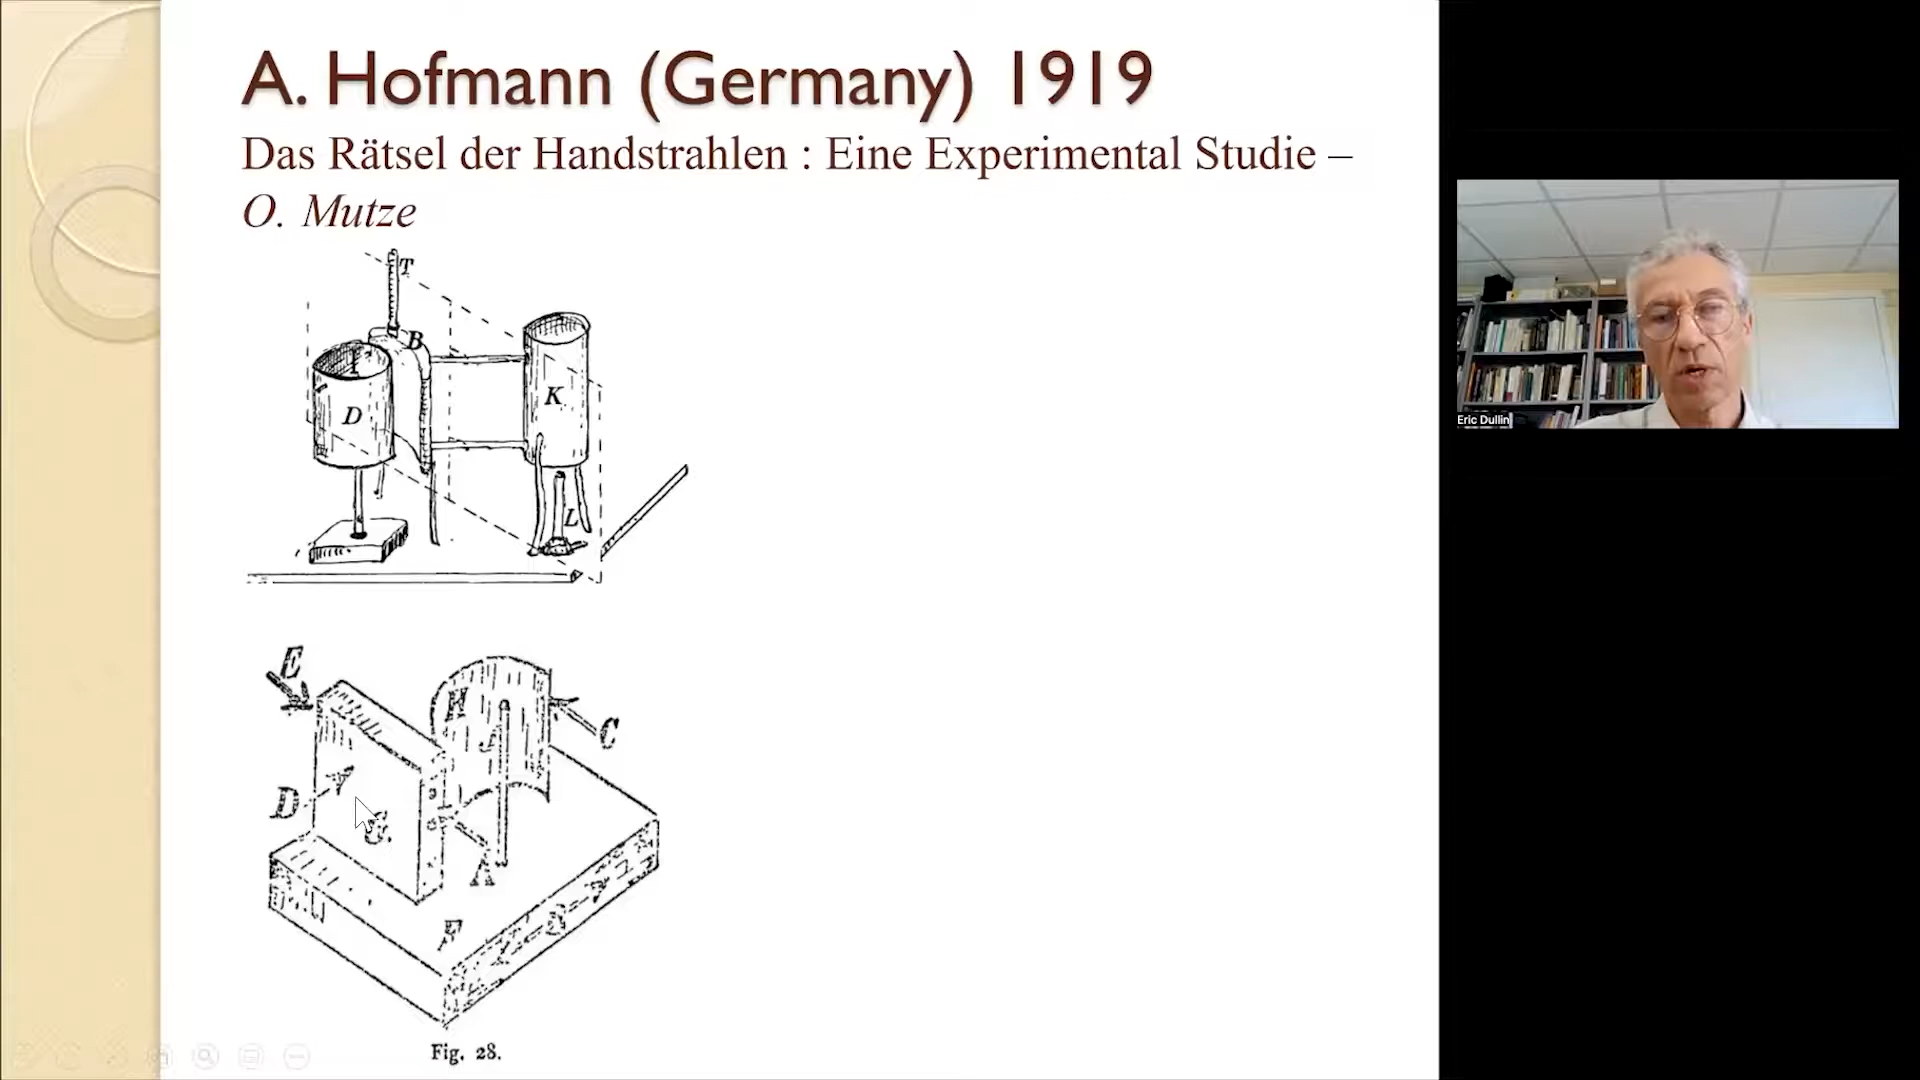 A. Hofmann (Germany) 1919
Das Rätsel der Handstrahlen : Eine Experimental Studie –
O. Mutze
T
B
D
K
L
E
H
J
C
D
G.
A
F
Fig. 28.
Eric Dullin